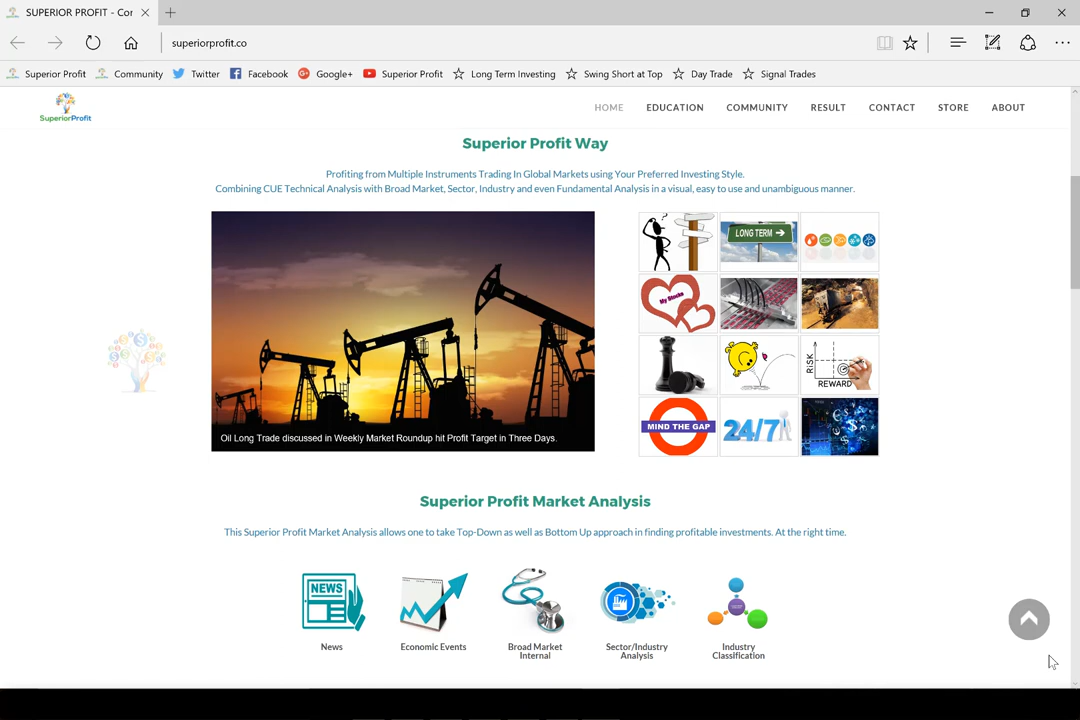 SUPERIOR PROFIT - Cor
superiorprofit.co
Superior Profit
Community
Twitter
Facebook
Google+
Superior Profit
Long Term Investing
Swing Short at Top
Day Trade
Signal Trades
SuperiorProfit
HOME
EDUCATION
COMMUNITY
RESULT
CONTACT
STORE
ABOUT
Superior Profit Way
Profiting from Multiple Instruments Trading In Global Markets using Your Preferred Investing Style.
Combining CUE Technical Analysis with Broad Market, Sector, Industry and even Fundamental Analysis in a visual, easy to use and unambiguous manner.
LONG TERM
My Stocks
RISK
REWARD
MIND THE GAP
24/7
Oil Long Trade discussed in Weekly Market Roundup hit Profit Target in Three Days.
Superior Profit Market Analysis
This Superior Profit Market Analysis allows one to take Top-Down as well as Bottom Up approach in finding profitable investments. At the right time.
NEWS
News
Economic Events
Broad Market
Internal
Sector/Industry
Analysis
Industry
Classification